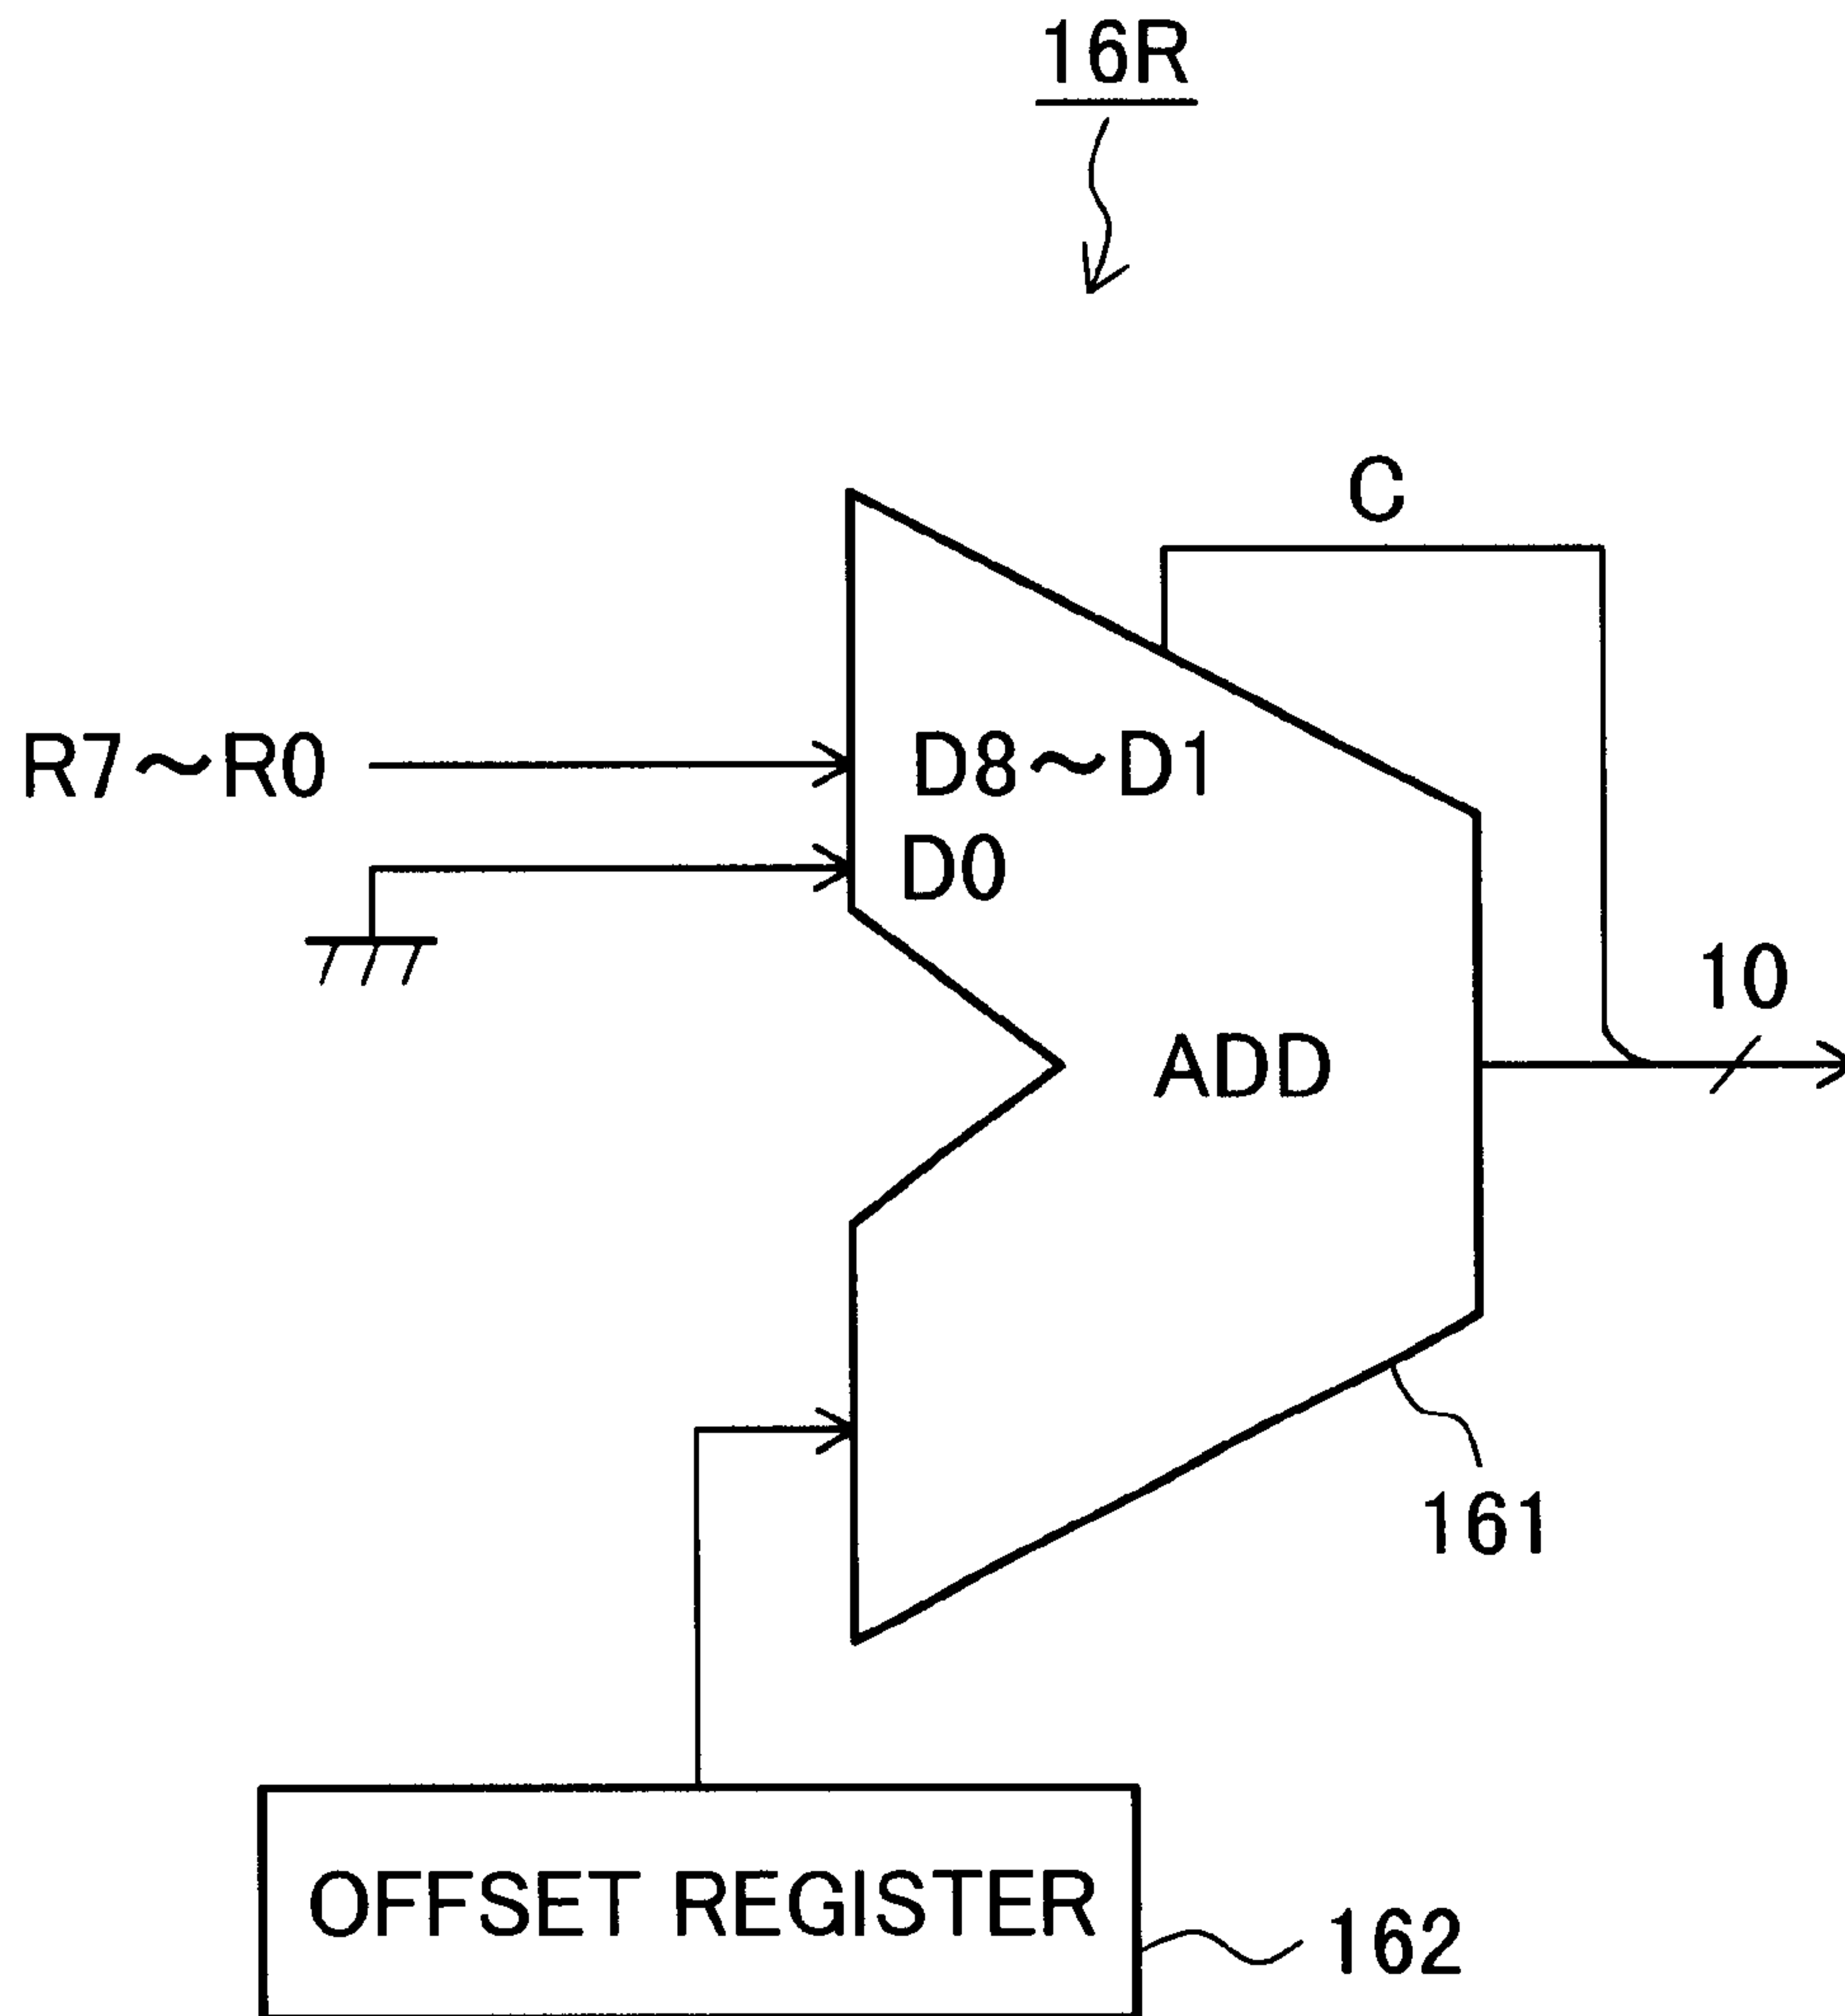 16R
C
R7～R0
D8～D1
D0
10
ADD
161
OFFSET REGISTER
162